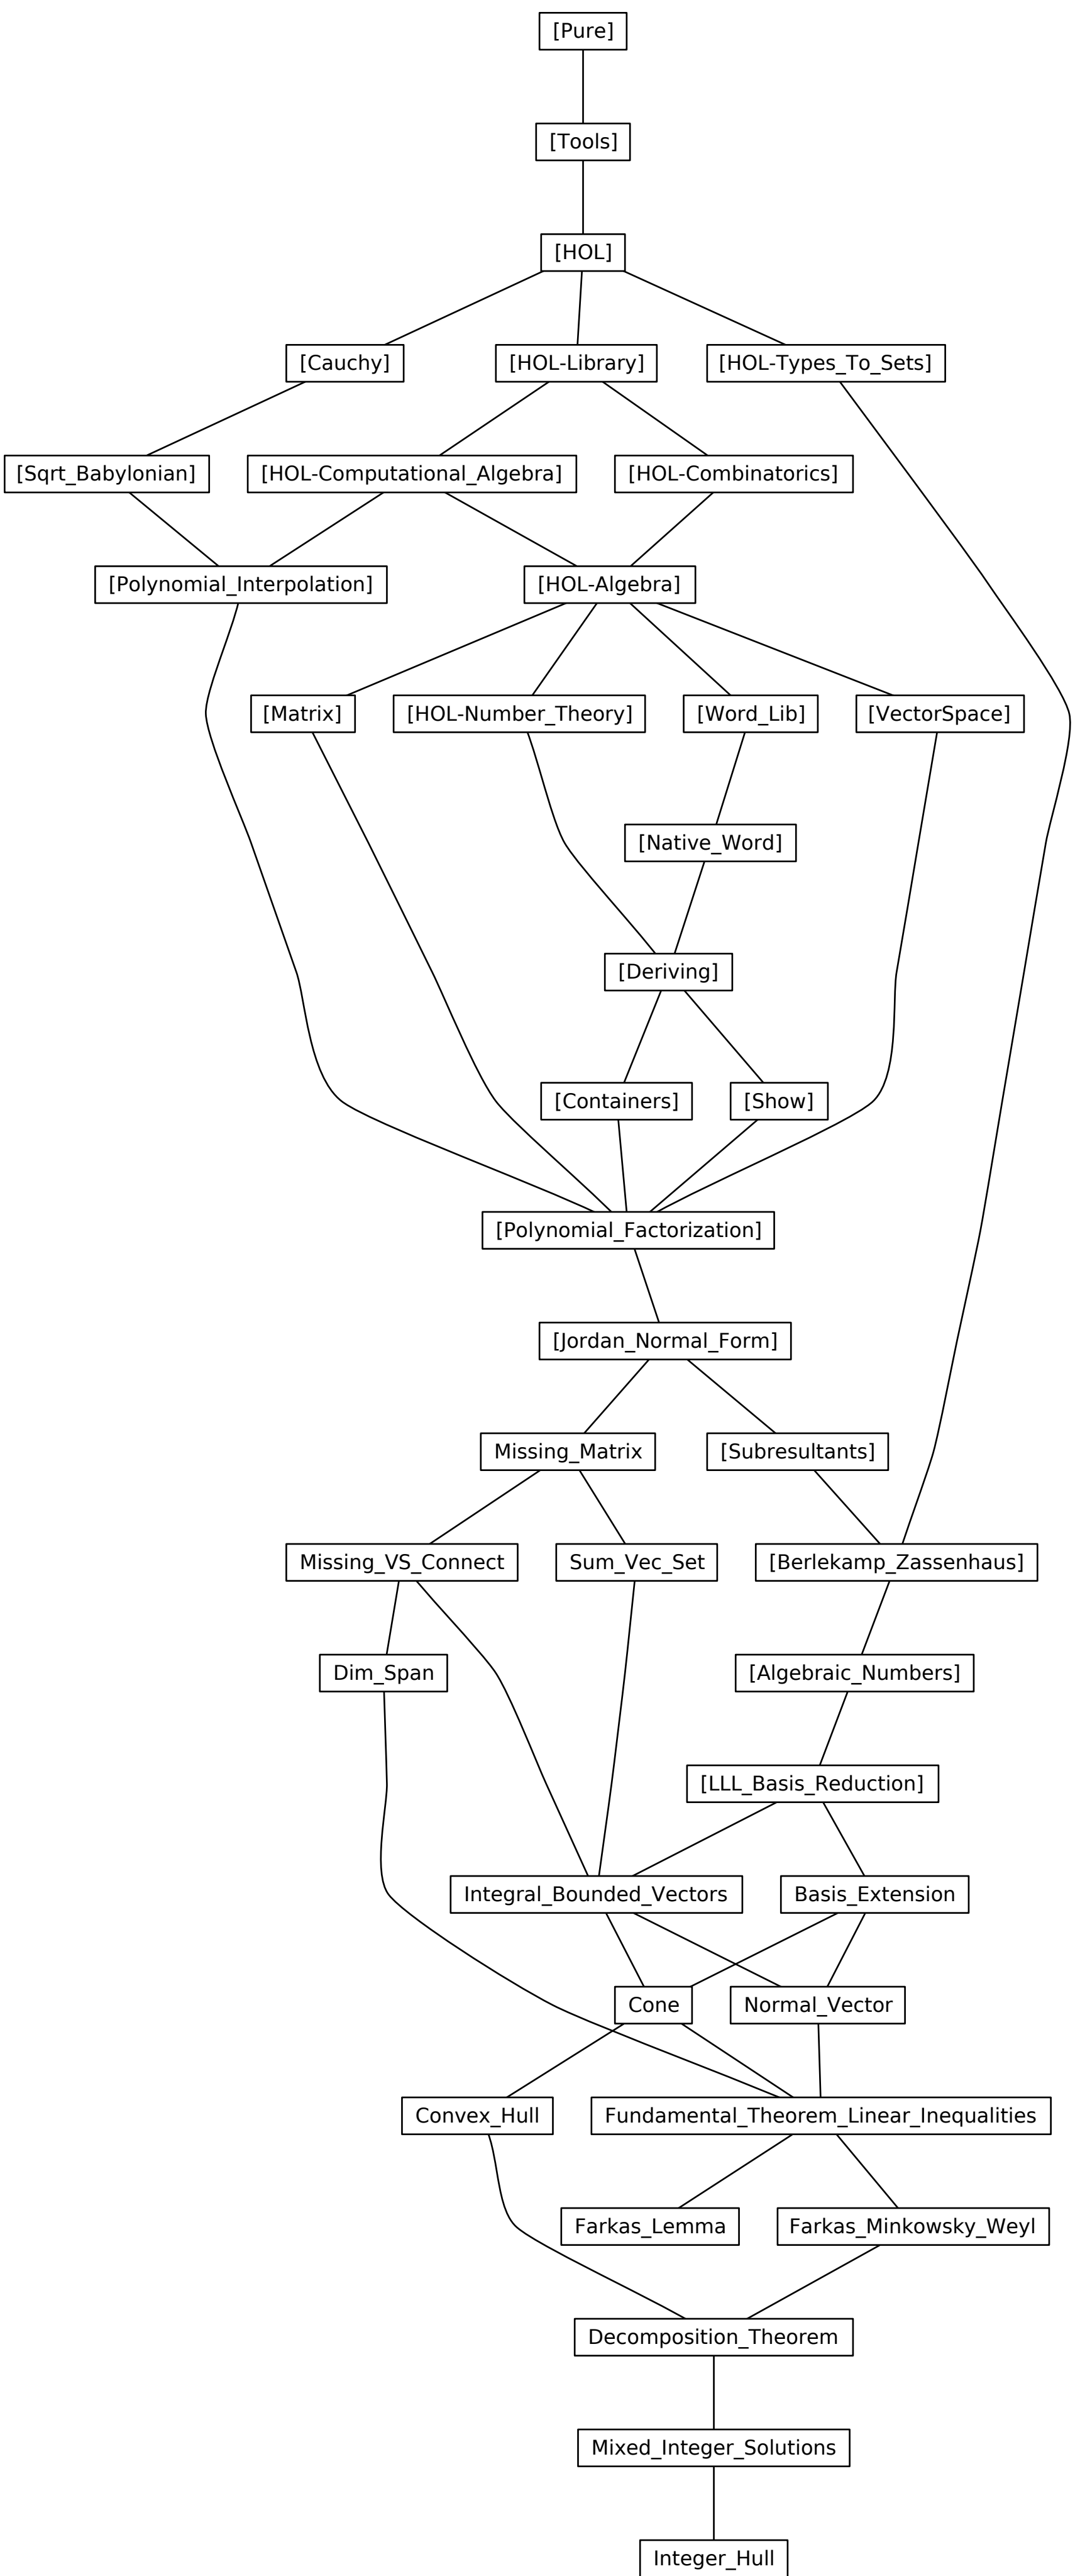 [Pure]
[Tools]
[HOL]
[Cauchy]
[HOL-Library]
[HOL-Types_To_Sets]
[Sqrt_Babylonian]
[HOL-Computational_Algebra]
[HOL-Combinatorics]
[Polynomial_Interpolation]
[HOL-Algebra]
[Matrix]
[HOL-Number_Theory]
[Word_Lib]
[VectorSpace]
[Native_Word]
[Deriving]
[Containers]
[Show]
[Polynomial_Factorization]
[Jordan_Normal_Form]
Missing_Matrix
[Subresultants]
Missing_VS_Connect
Sum_Vec_Set
[Berlekamp_Zassenhaus]
Dim_Span
[Algebraic_Numbers]
[LLL_Basis_Reduction]
Integral_Bounded_Vectors
Basis_Extension
Cone
Normal_Vector
Convex_Hull
Fundamental_Theorem_Linear_Inequalities
Farkas_Lemma
Farkas_Minkowsky_Weyl
Decomposition_Theorem
Mixed_Integer_Solutions
Integer_Hull